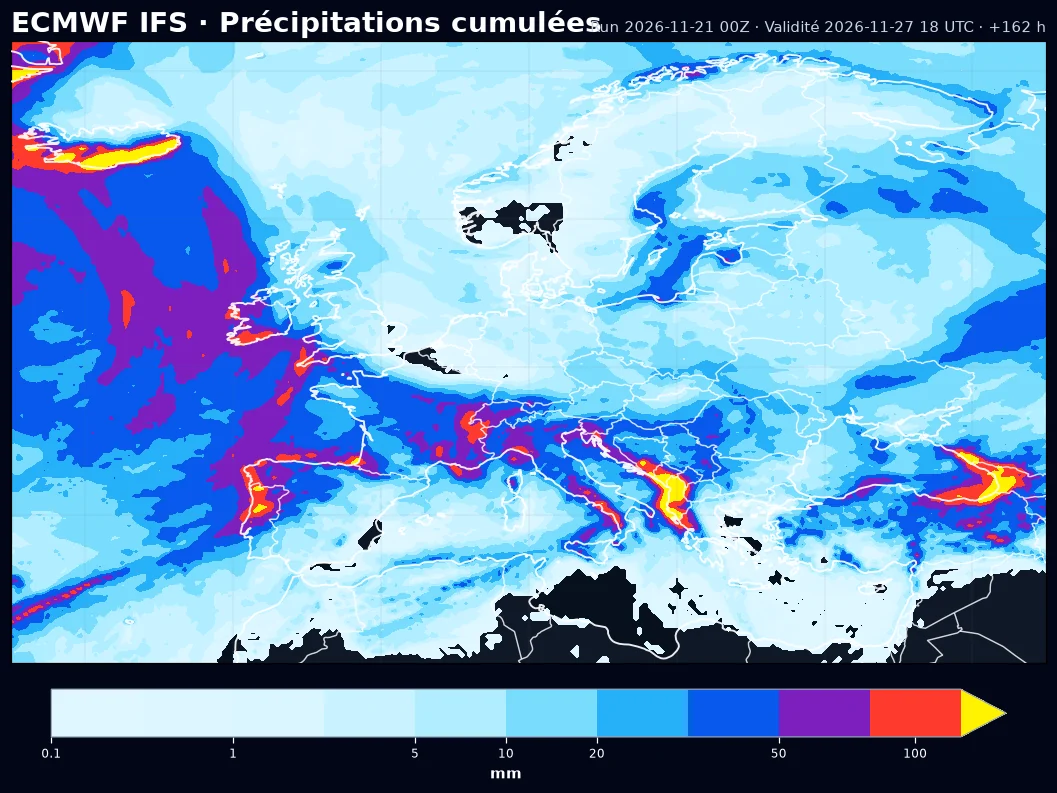 ECMWF IFS · Précipitations cumulées
Run 2026-11-21 00Z · Validité 2026-11-27 18 UTC · +162 h
0.1 1 5 10 20 50 100
mm